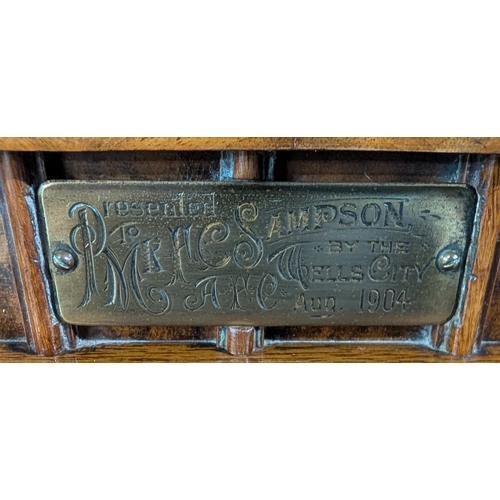 Presented
To
Mr H C Sampson,
BY THE
Wells City
A F C Aug. 1904